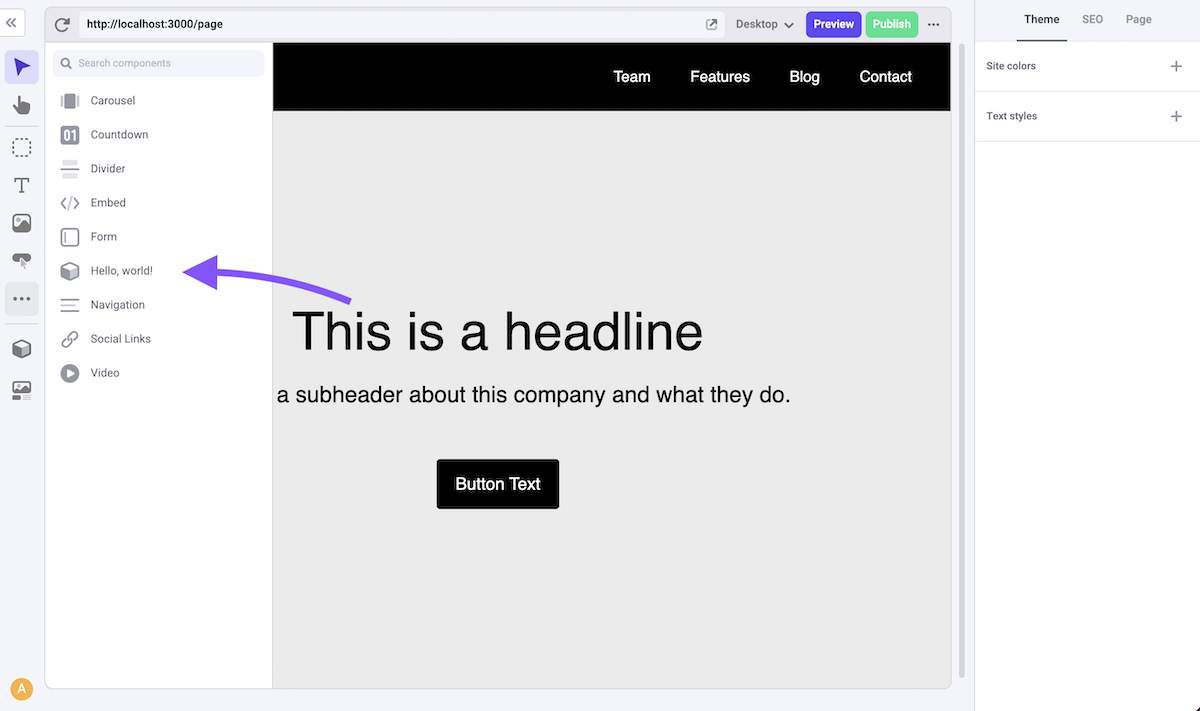 http://localhost:3000/page
Desktop
Preview
Publish
Theme
SEO
Page
Search components
Carousel
01
Countdown
Divider
Embed
Form
Hello, world!
Navigation
Social Links
Video
Team
Features
Blog
Contact
This is a headline
a subheader about this company and what they do.
Button Text
Site colors
Text styles
T
A